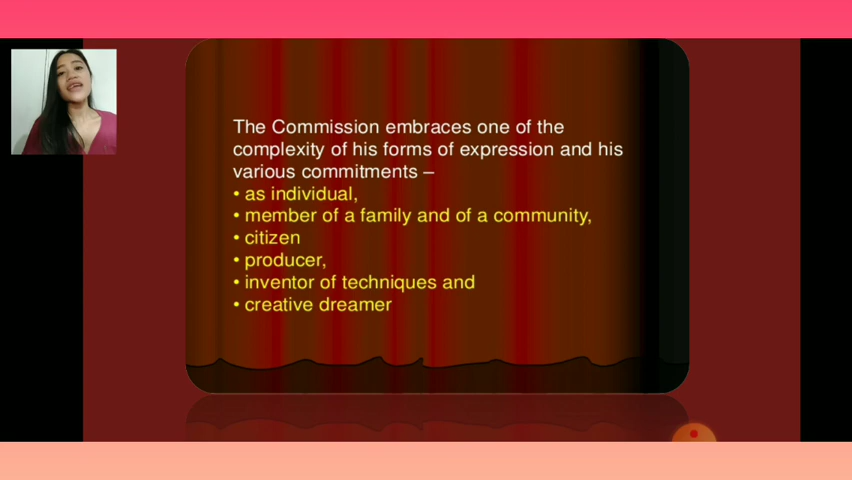 The Commission embraces one of the
complexity of his forms of expression and his
various commitments –
• as individual,
• member of a family and of a community,
• citizen
• producer,
• inventor of techniques and
• creative dreamer